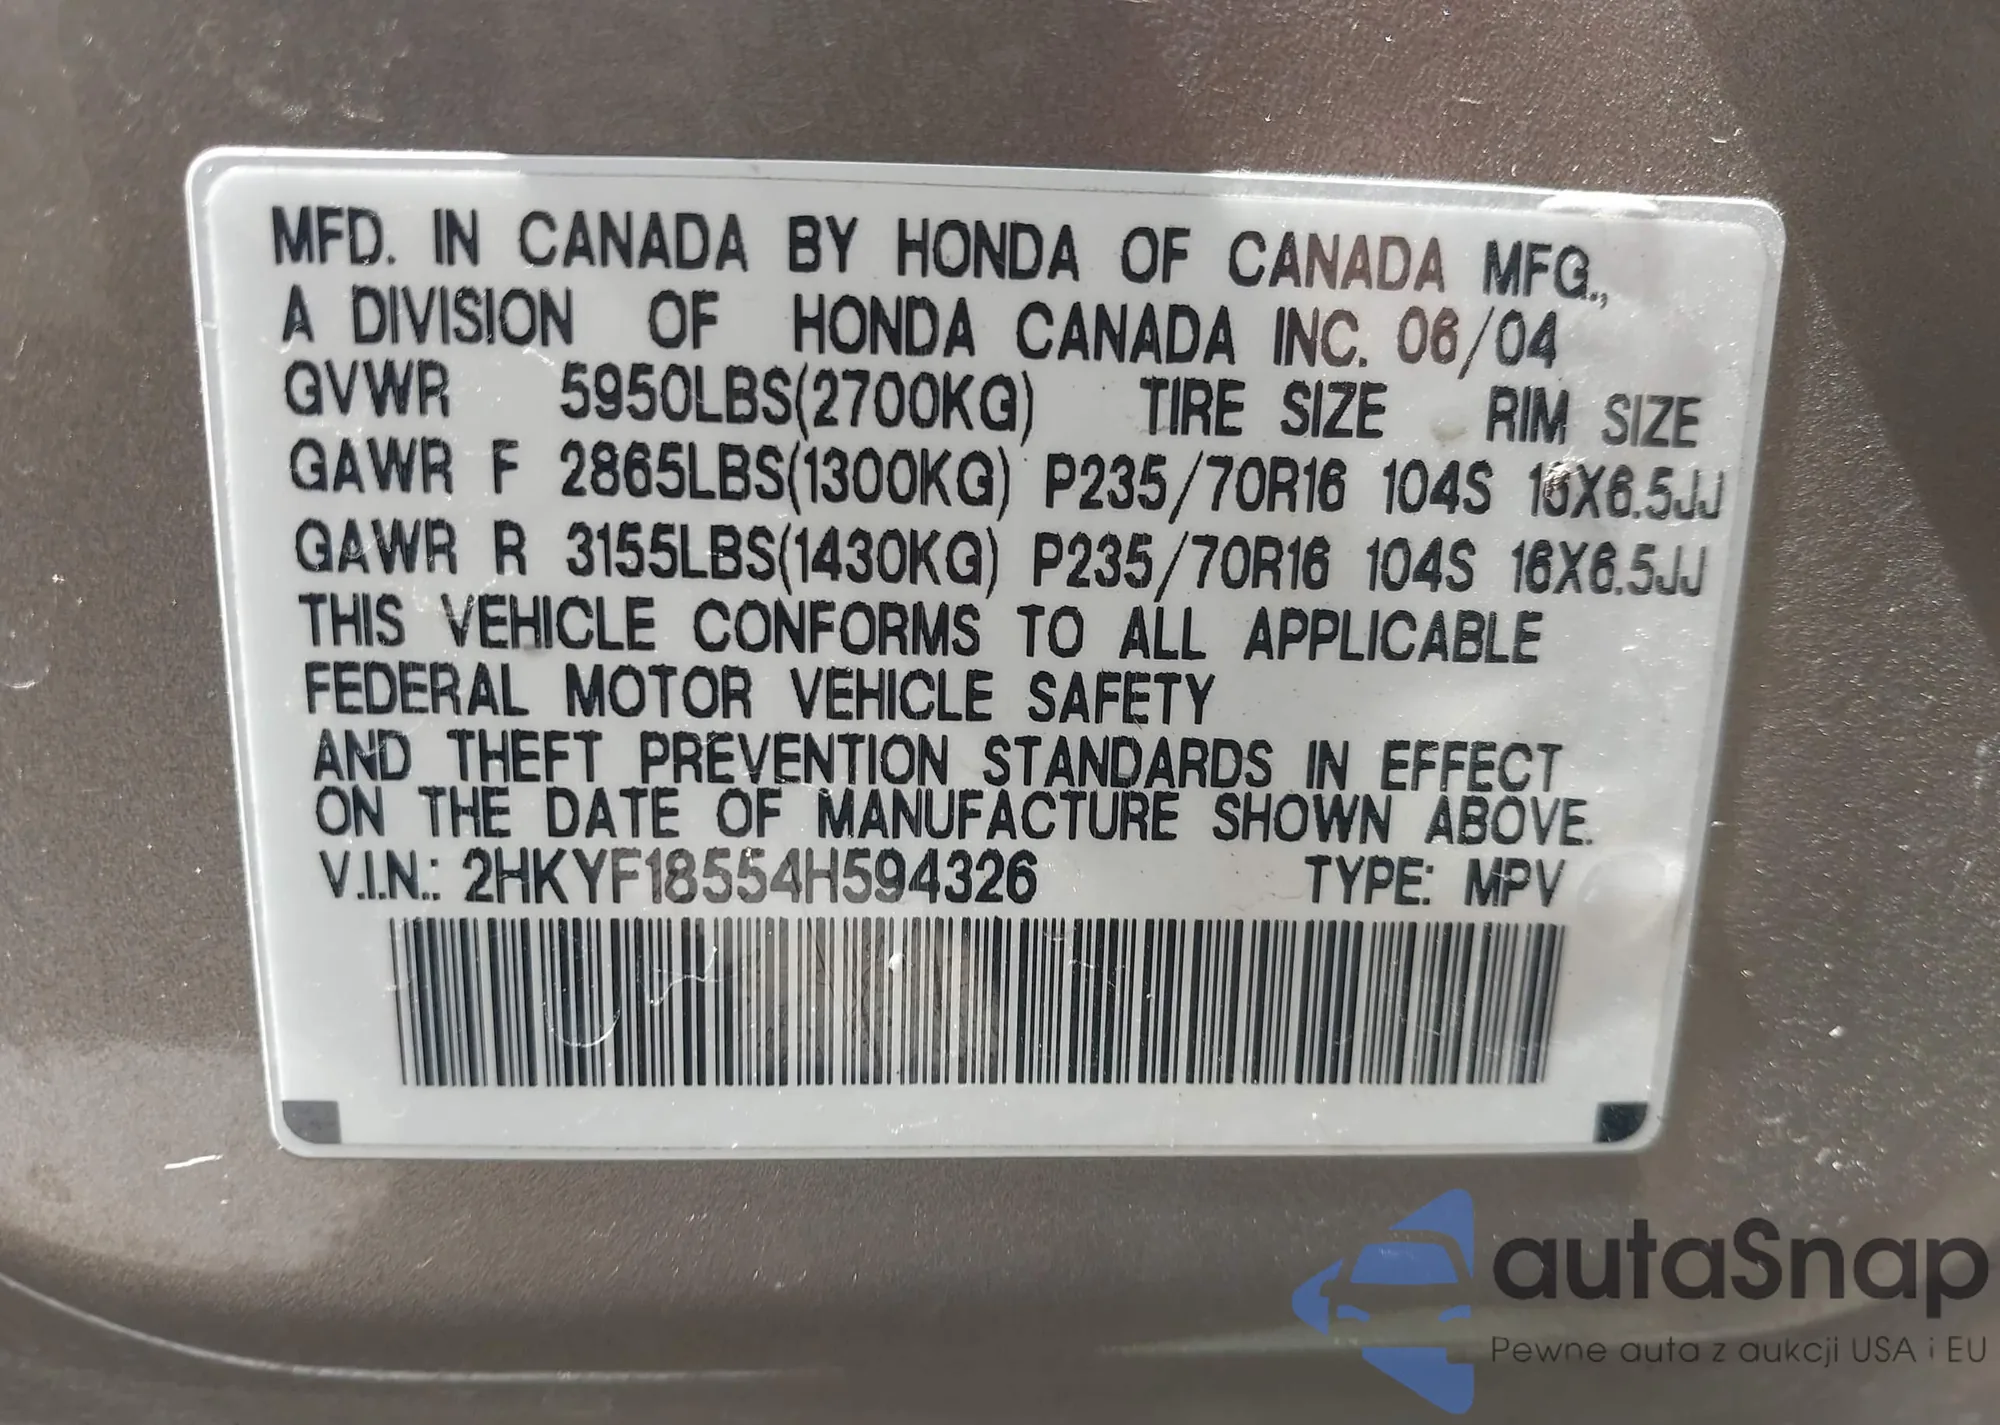 MFD. IN CANADA BY HONDA OF CANADA MFG.,
A DIVISION OF HONDA CANADA INC. 06/04
GVWR 5950LBS(2700KG) TIRE SIZE RIM SIZE
GAWR F 2865LBS(1300KG) P235/70R16 104S 16X6.5JJ
GAWR R 3155LBS(1430KG) P235/70R16 104S 16X6.5JJ
THIS VEHICLE CONFORMS TO ALL APPLICABLE
FEDERAL MOTOR VEHICLE SAFETY
AND THEFT PREVENTION STANDARDS IN EFFECT
ON THE DATE OF MANUFACTURE SHOWN ABOVE.
V.I.N.: 2HKYF18554H594326 TYPE: MPV
autaSnap
Pewne auta z aukcji USA i EU